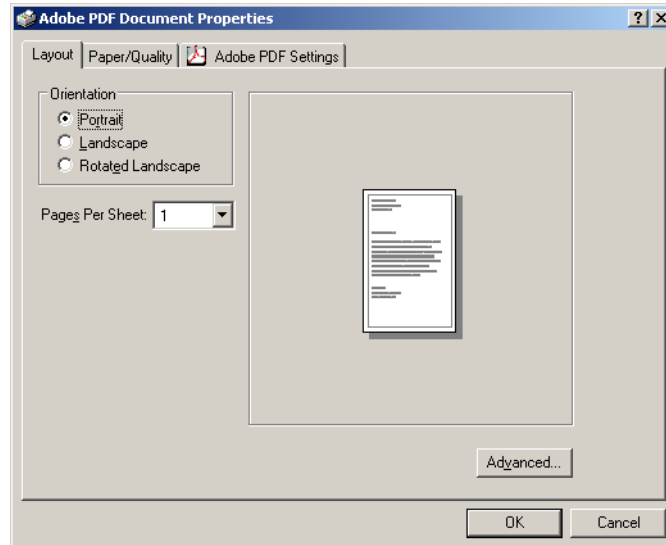 Adobe PDF Document Properties
Layout
Paper/Quality
Adobe PDF Settings
Orientation
Portrait
Landscape
Rotated Landscape
Pages Per Sheet: 1
Advanced...
OK
Cancel